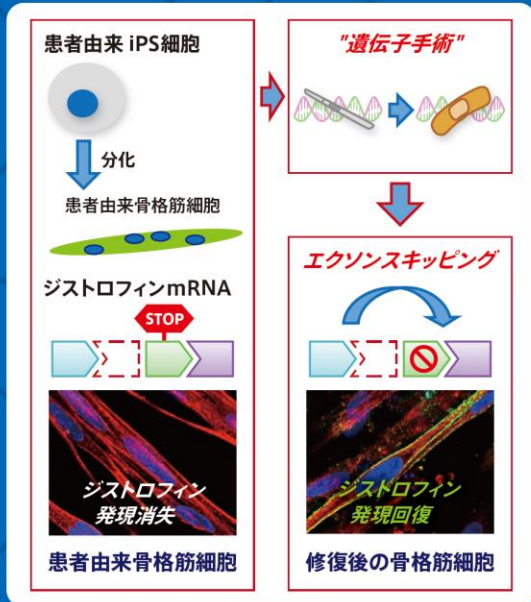 患者由来 iPS細胞
分化
患者由来骨格筋細胞
ジストロフィンmRNA
STOP
ジストロフィン
発現消失
患者由来骨格筋細胞
"遺伝子手術"
エクソンスキッピング
ジストロフィン
発現回復
修復後の骨格筋細胞